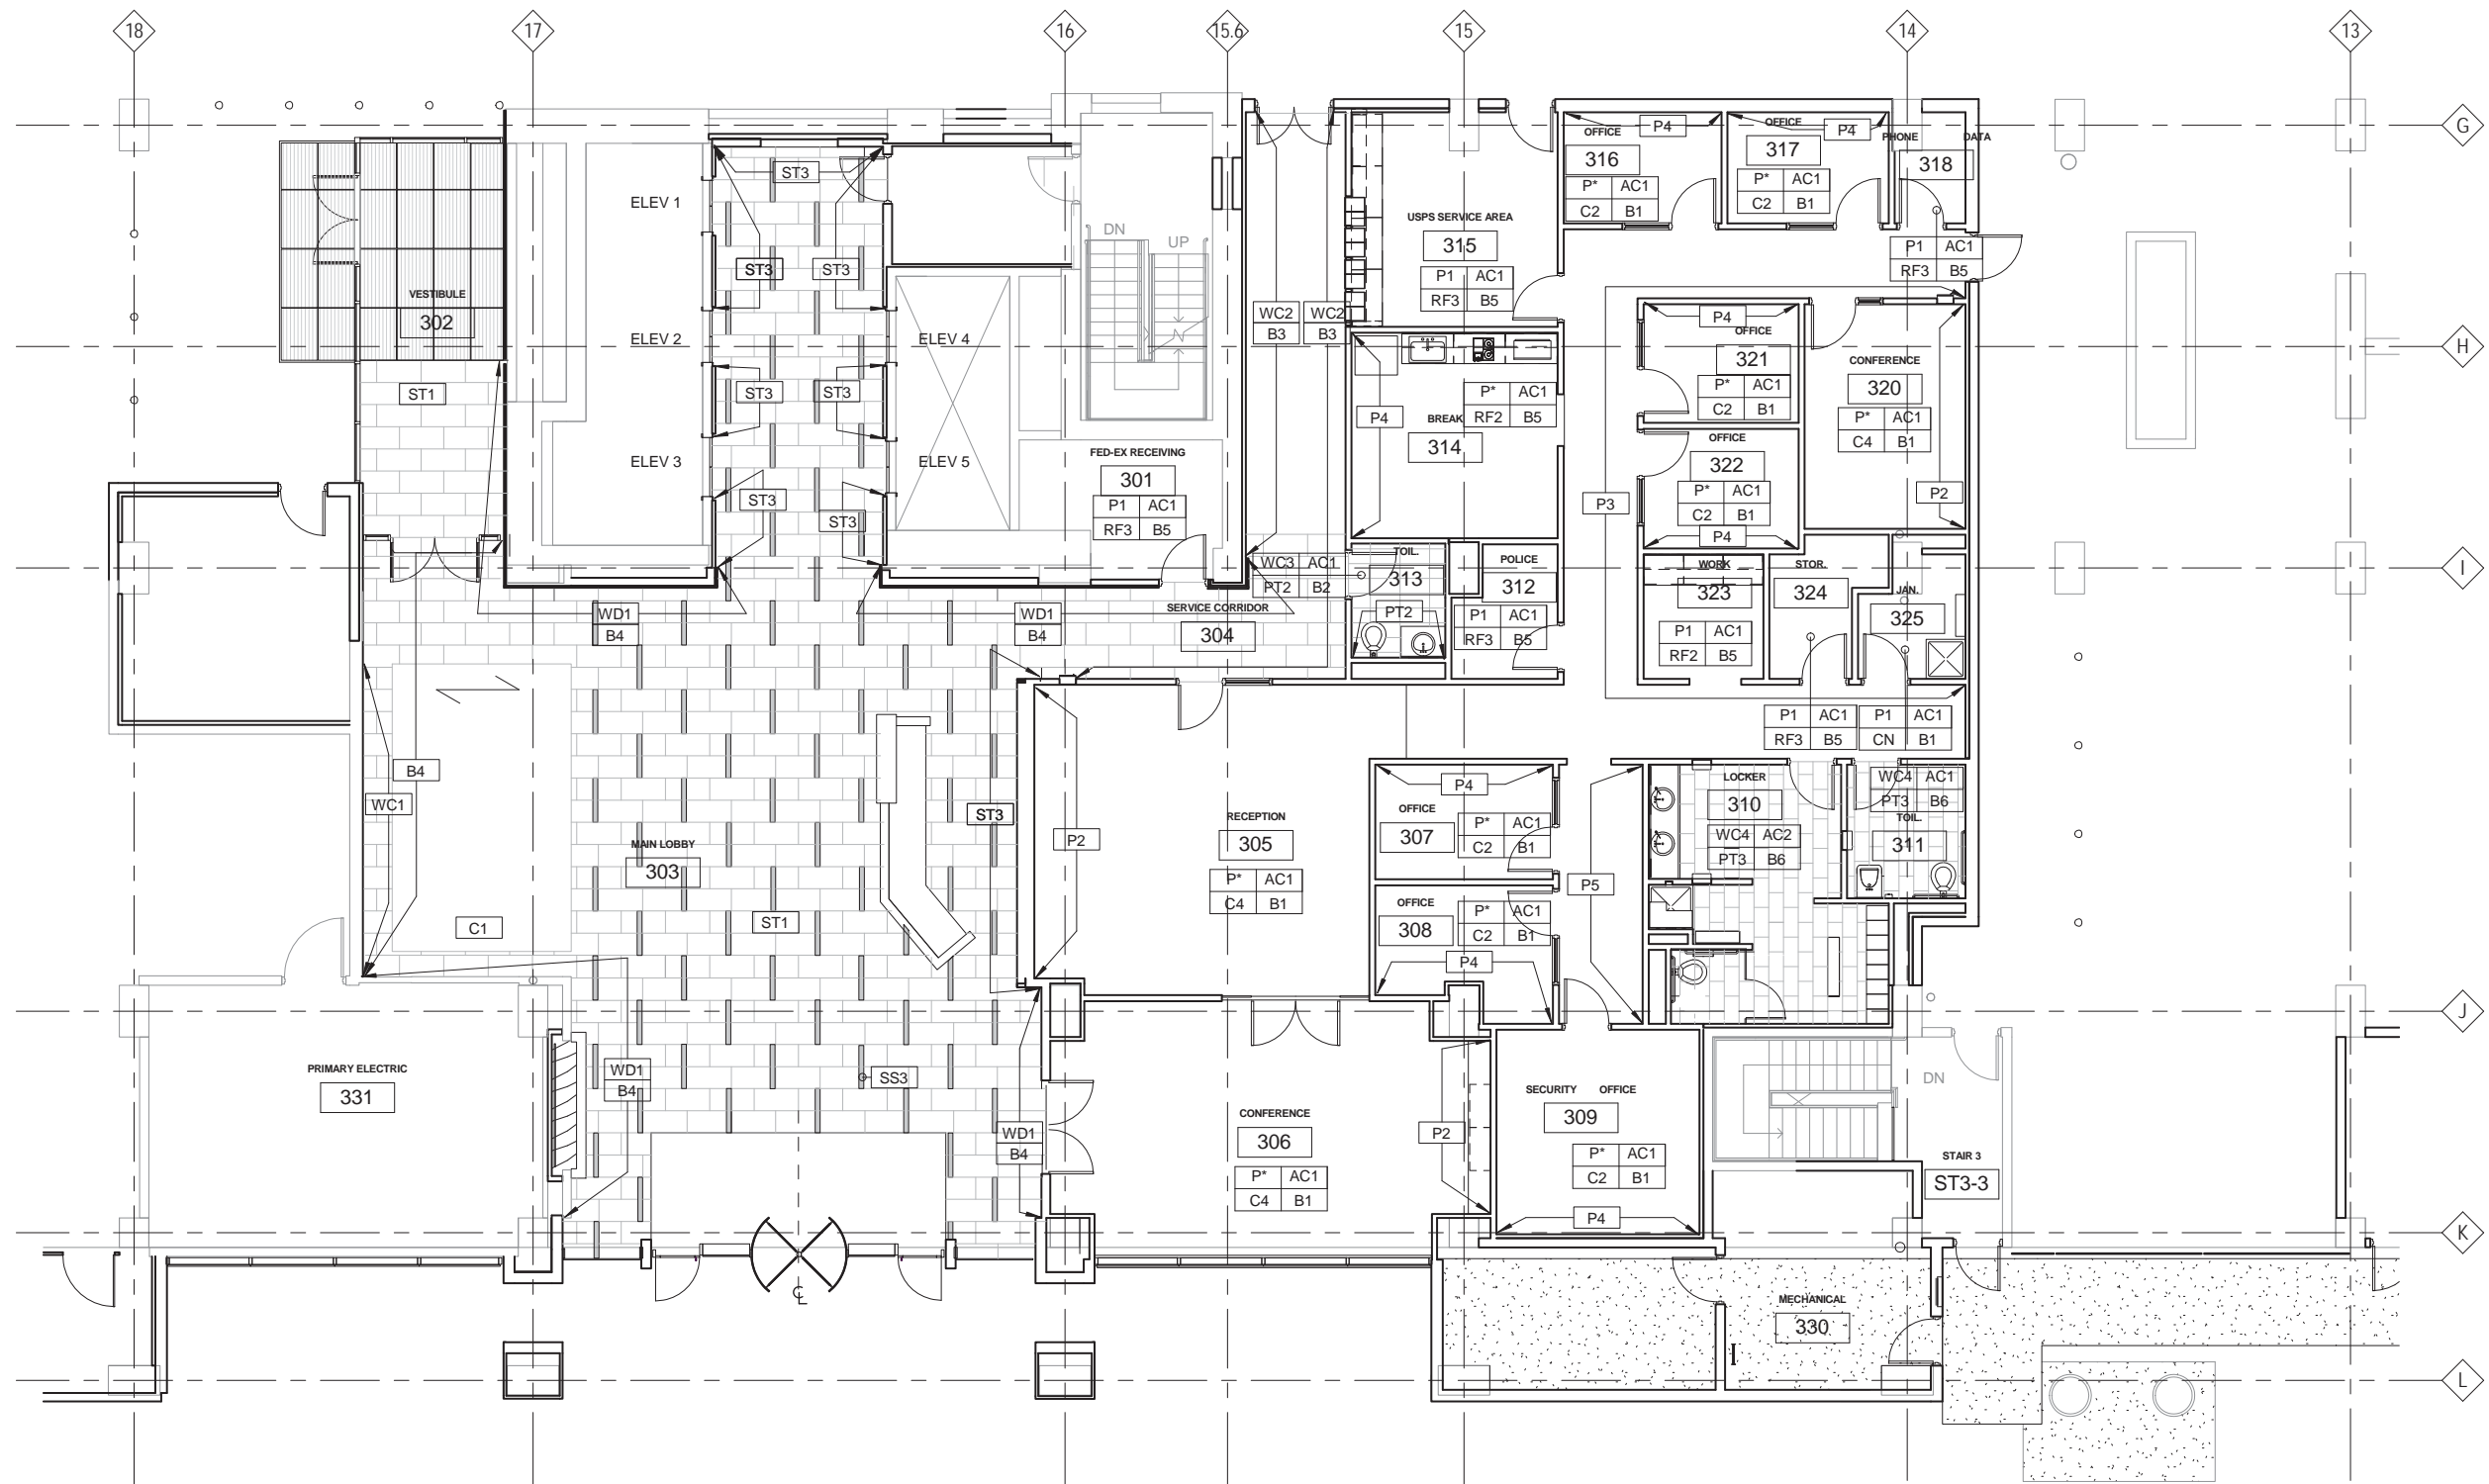 18
17
16
15.6
15
14
13
G
H
I
J
K
L
ST3
ELEV 1
ST3
ST3
DN
UP
VESTIBULE
302
ELEV 2
ELEV 4
ST1
ST3
ST3
ELEV 3
ELEV 5
ST3
ST3
FED-EX RECEIVING
301
P1 AC1
RF3 B5
WC2
B3
WC2
B3
USPS SERVICE AREA
315
P1 AC1
RF3 B5
OFFICE
P4
316
P* AC1
C2 B1
OFFICE
P4
317
P* AC1
C2 B1
PHONE DATA
318
P1 AC1
RF3 B5
P4
OFFICE
321
P* AC1
C2 B1
CONFERENCE
320
P* AC1
C4 B1
P2
P4
BREAK
314
P* AC1
RF2 B5
OFFICE
322
P* AC1
C2 B1
P4
P3
WC3 AC1
PT2 B2
TOIL.
313
PT2
POLICE
312
P1 AC1
RF3 B5
WORK
323
P1 AC1
RF2 B5
STOR.
324
JAN.
325
P1 AC1
RF3 B5
P1 AC1
CN B1
WD1
B4
WD1
B4
SERVICE CORRIDOR
304
B4
WC1
MAIN LOBBY
303
C1
ST1
ST3
P2
RECEPTION
305
P* AC1
C4 B1
P4
OFFICE
307
P* AC1
C2 B1
OFFICE
308
P* AC1
C2 B1
P4
P5
LOCKER
310
WC4 AC2
PT3 B6
WC4 AC1
PT3 B6
TOIL.
311
PRIMARY ELECTRIC
331
WD1
B4
SS3
WD1
B4
CONFERENCE
306
P* AC1
C4 B1
P2
SECURITY OFFICE
309
P* AC1
C2 B1
P4
DN
STAIR 3
ST3-3
MECHANICAL
330
CL